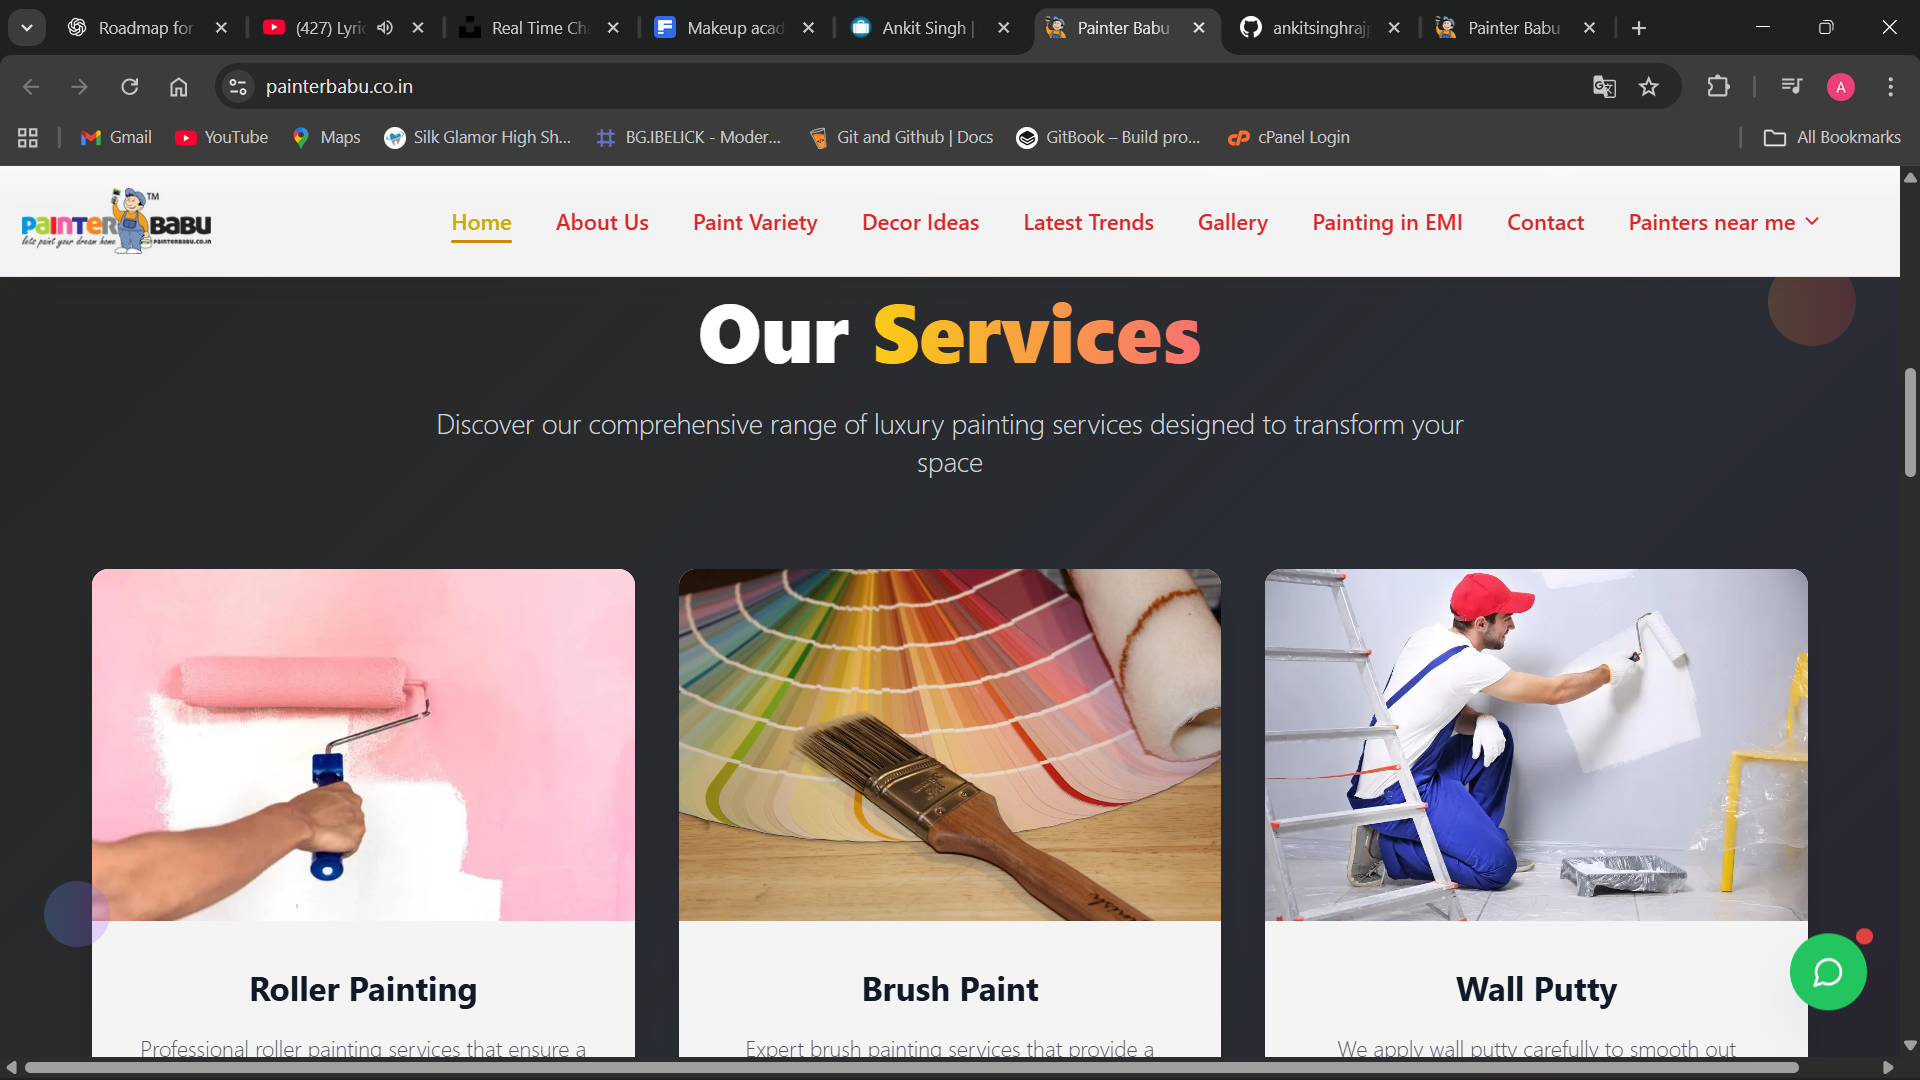 Roadmap for
(427) Lyric
Real Time Ch
Makeup acad
Ankit Singh |
Painter Babu
ankitsinghraj
Painter Babu
painterbabu.co.in
A
Gmail
YouTube
Maps
Silk Glamor High Sh...
BG.IBELICK - Moder...
Git and Github | Docs
GitBook – Build pro...
cPanel Login
All Bookmarks
PAINTER BABU TM
lets paint your dream home
PAINTERBABU.CO.IN
Home
About Us
Paint Variety
Decor Ideas
Latest Trends
Gallery
Painting in EMI
Contact
Painters near me
Our Services
Discover our comprehensive range of luxury painting services designed to transform your
space
Roller Painting
Brush Paint
Wall Putty
Professional roller painting services that ensure a
Expert brush painting services that provide a
We apply wall putty carefully to smooth out